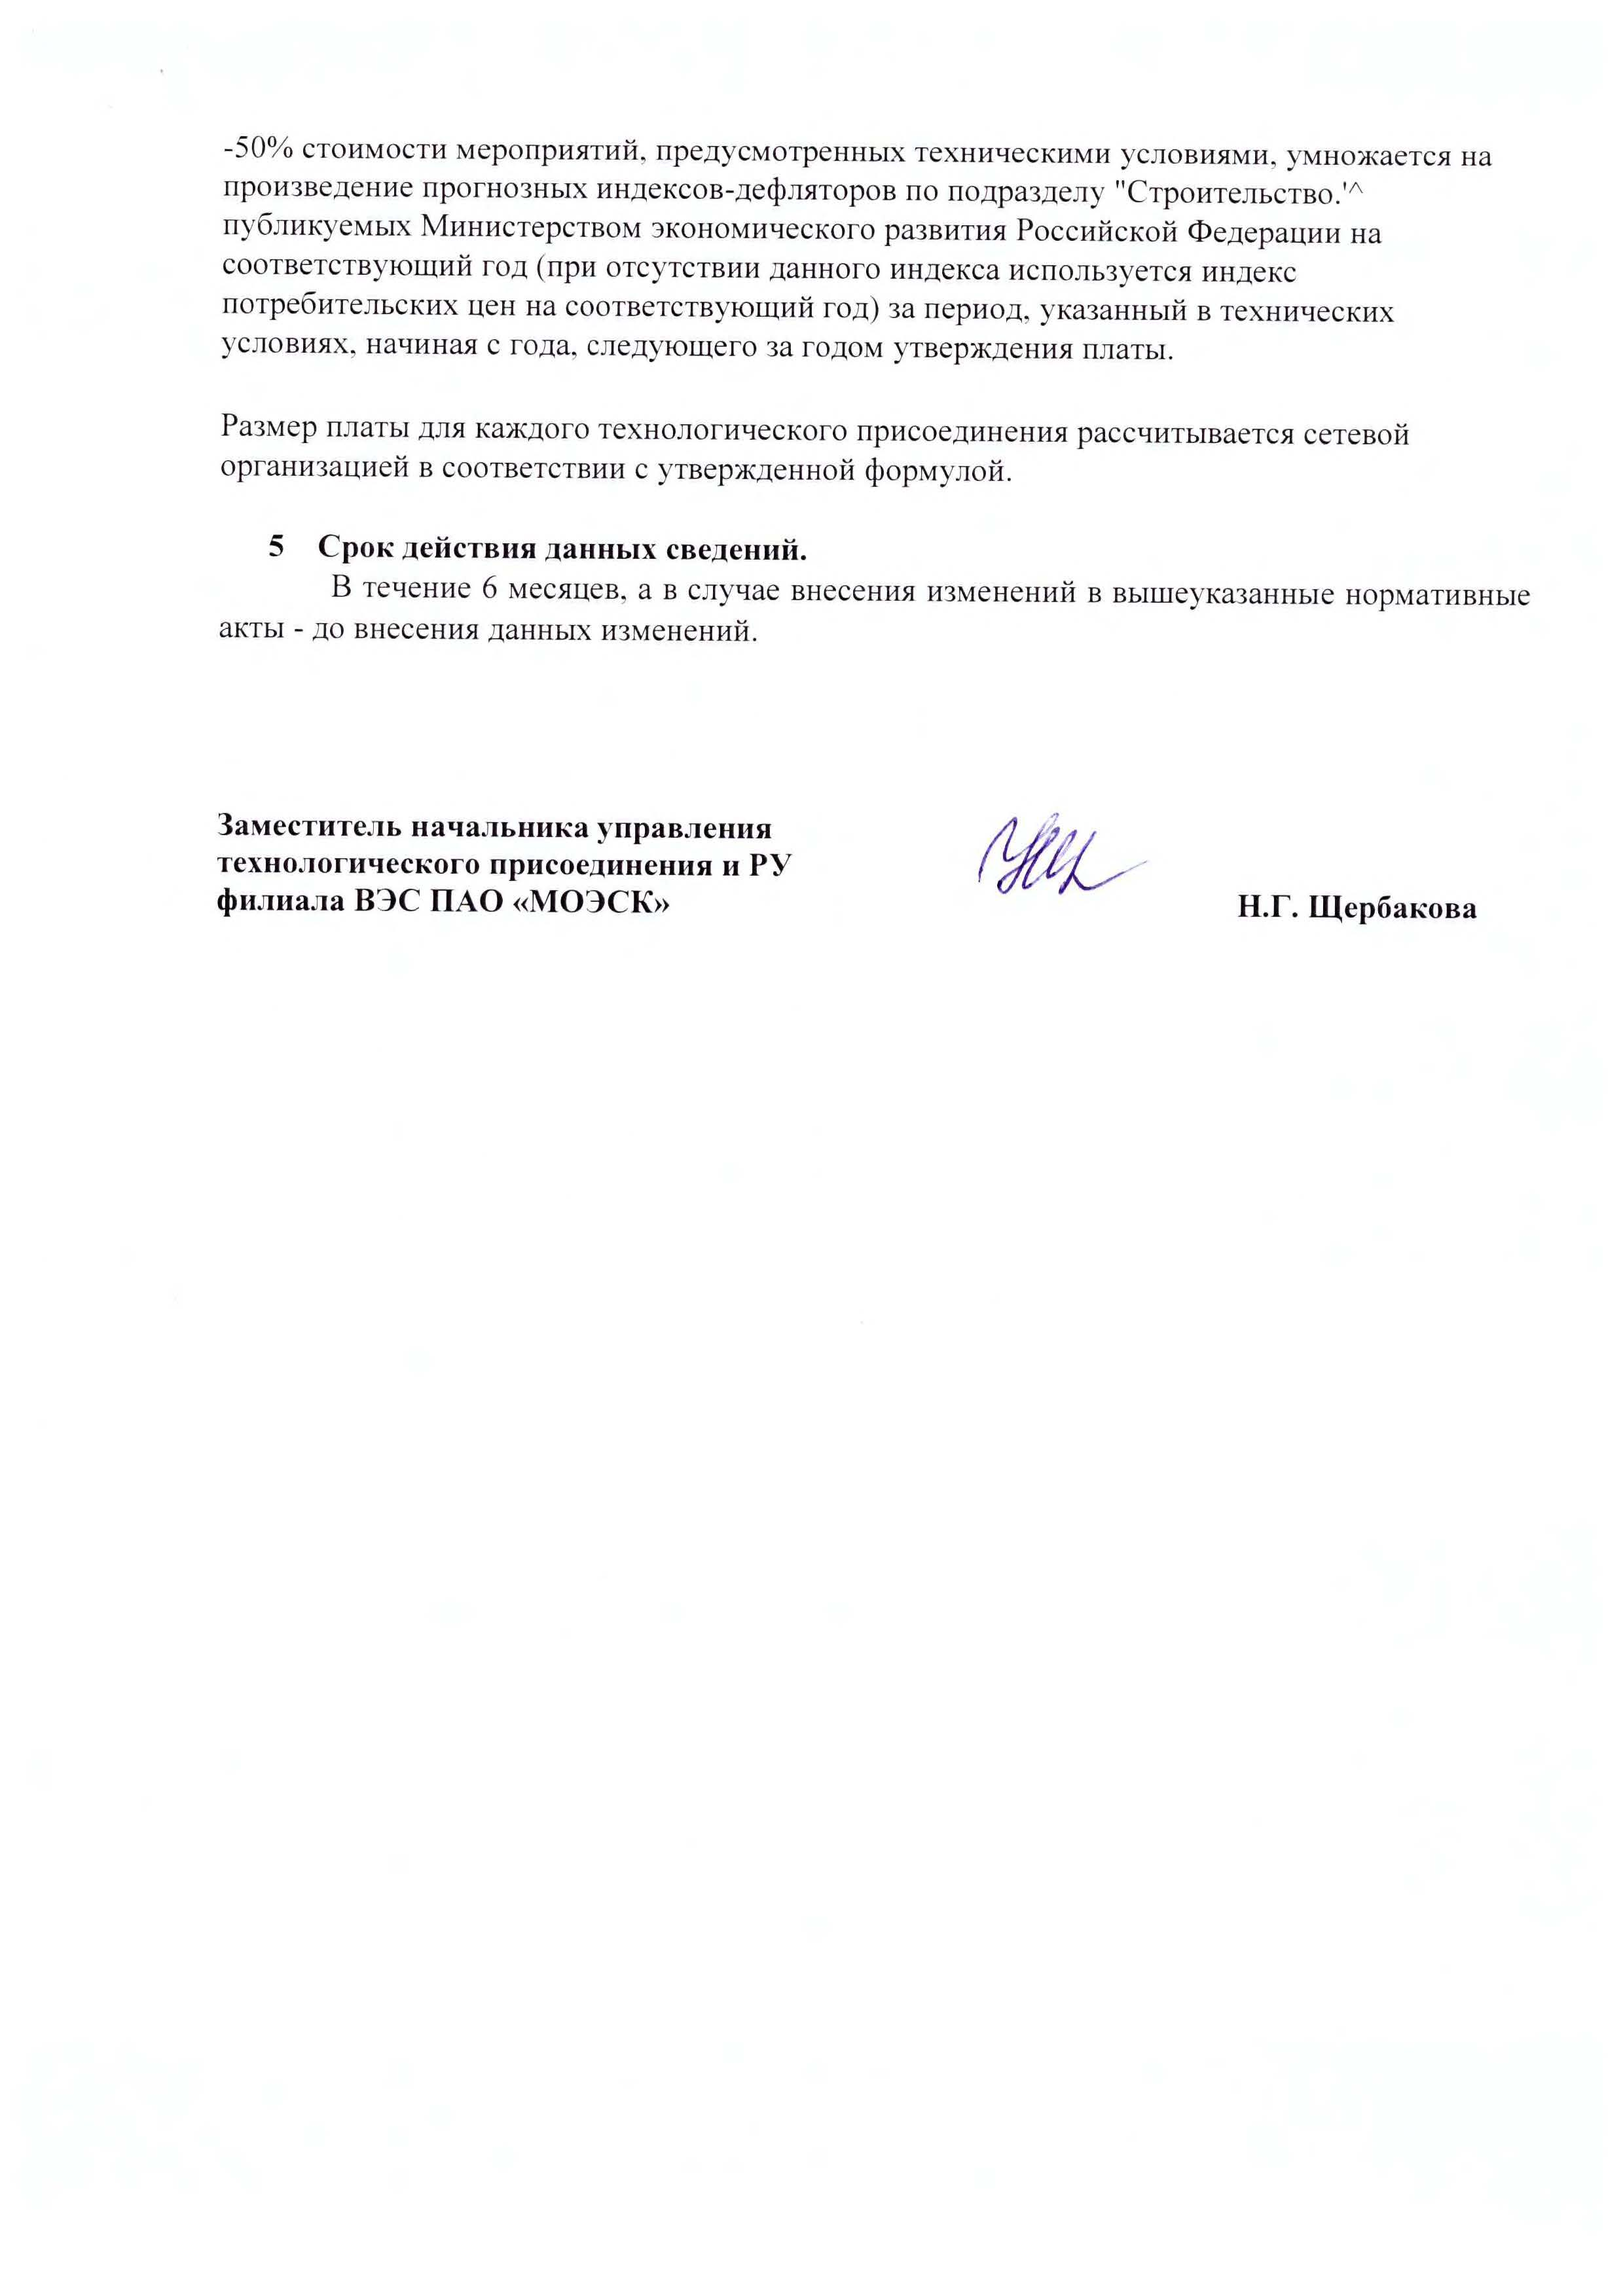 -50% стоимости мероприятий, предусмотренных техническими условиями, умножается на
произведение прогнозных индексов-дефляторов по подразделу "Строительство.'^
публикуемых Министерством экономического развития Российской Федерации на
соответствующий год (при отсутствии данного индекса используется индекс
потребительских цен на соответствующий год) за период, указанный в технических
условиях, начиная с года, следующего за годом утверждения платы.
Размер платы для каждого технологического присоединения рассчитывается сетевой
организацией в соответствии с утвержденной формулой.
5 Срок действия данных сведений.
В течение 6 месяцев, а в случае внесения изменений в вышеуказанные нормативные
акты - до внесения данных изменений.
Заместитель начальника управления
технологического присоединения и РУ
филиала ВЭС ПАО «МОЭСК»
Н.Г. Щербакова